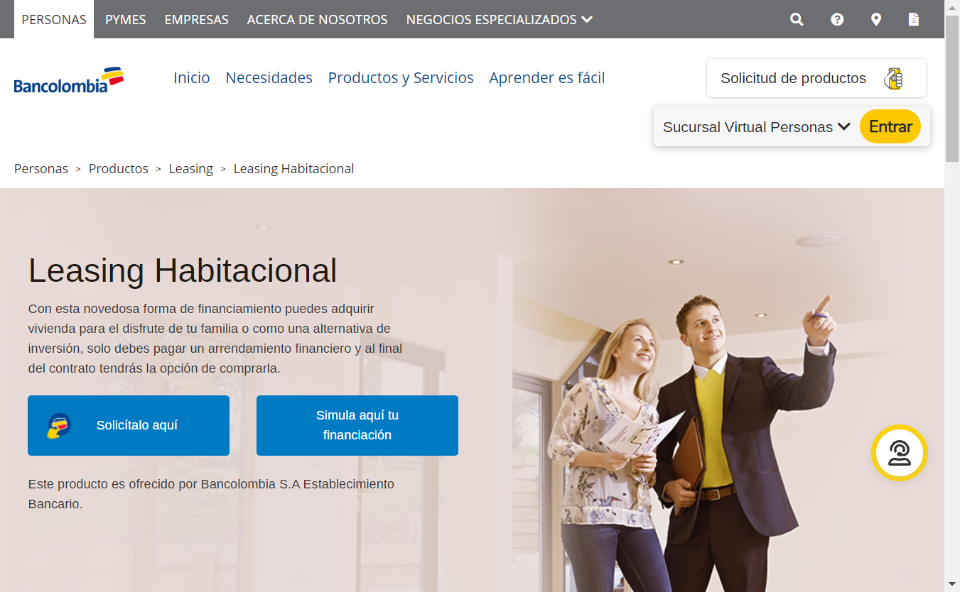 PERSONAS PYMES EMPRESAS ACERCA DE NOSOTROS NEGOCIOS ESPECIALIZADOS
Bancolombia
Inicio Necesidades Productos y Servicios Aprender es fácil
Solicitud de productos
Sucursal Virtual Personas Entrar
Personas > Productos > Leasing > Leasing Habitacional
Leasing Habitacional
Con esta novedosa forma de financiamiento puedes adquirir
vivienda para el disfrute de tu familia o como una alternativa de
inversión, solo debes pagar un arrendamiento financiero y al final
del contrato tendrás la opción de comprarla.
Solicítalo aquí
Simula aquí tu
financiación
Este producto es ofrecido por Bancolombia S.A Establecimiento
Bancario.